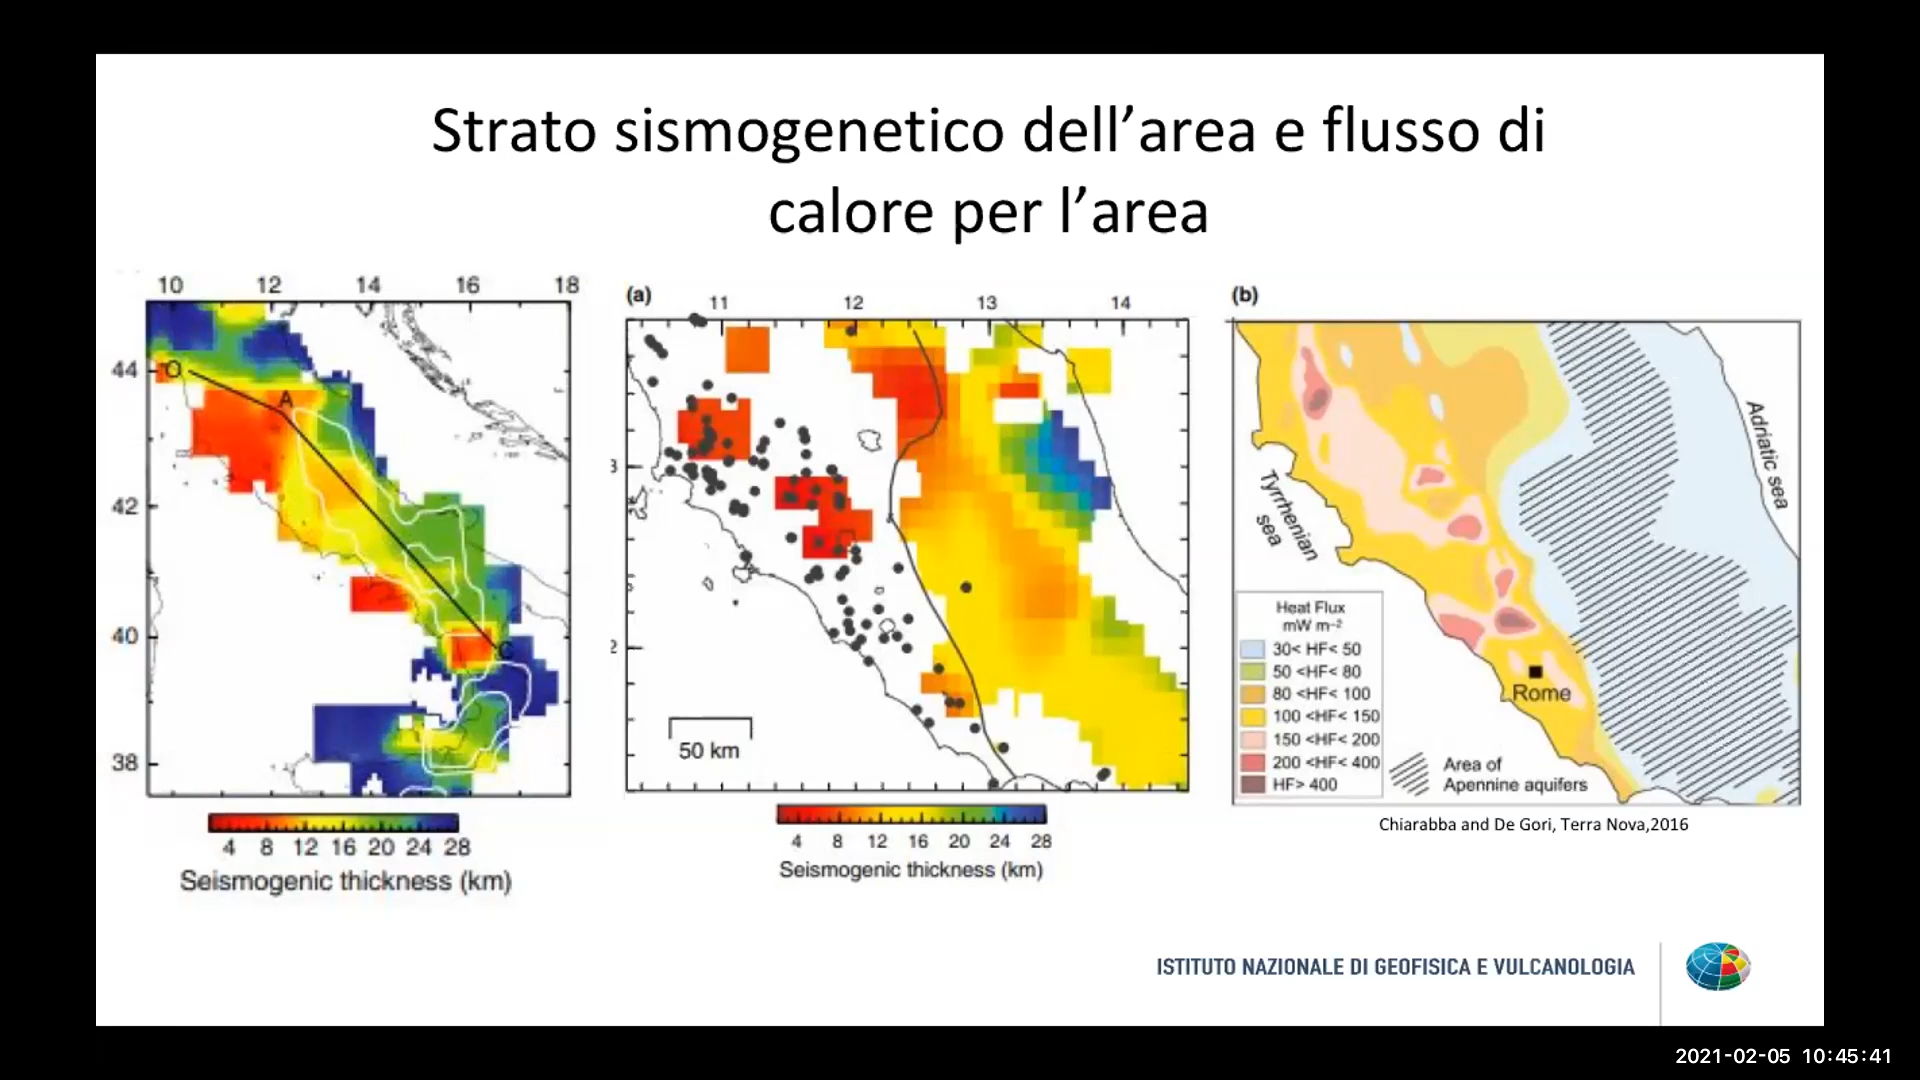 Strato sismogenetico dell’area e flusso di
calore per l’area
10 12 14 16 18
44
42
40
38
O
A
C
4 8 12 16 20 24 28
Seismogenic thickness (km)
(a)
11 12 13 14
3
2
50 km
4 8 12 16 20 24 28
Seismogenic thickness (km)
(b)
Adriatic sea
Tyrrhenian
sea
Heat Flux
mW m⁻²
30< HF< 50
50 <HF< 80
80 <HF< 100
100 <HF< 150
150 <HF< 200
200 <HF< 400
HF> 400
Rome
Area of
Apennine aquifers
Chiarabba and De Gori, Terra Nova,2016
ISTITUTO NAZIONALE DI GEOFISICA E VULCANOLOGIA
2021-02-05 10:45:41